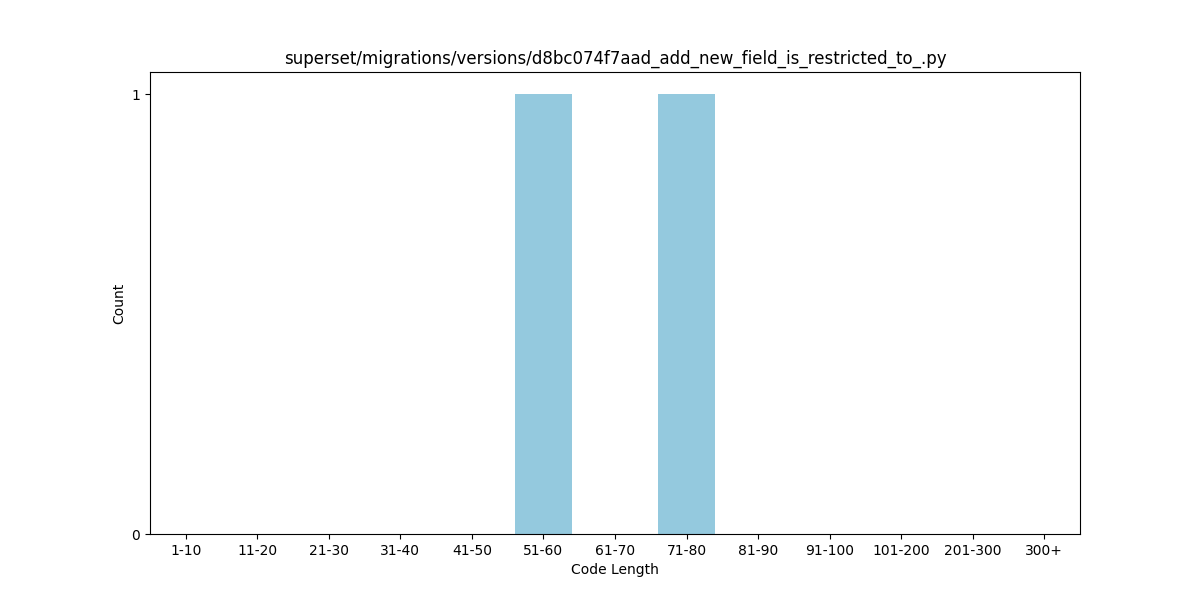 superset/migrations/versions/d8bc074f7aad_add_new_field_is_restricted_to_.py
Count
1
0
1-10 11-20 21-30 31-40 41-50 51-60 61-70 71-80 81-90 91-100 101-200 201-300 300+
Code Length